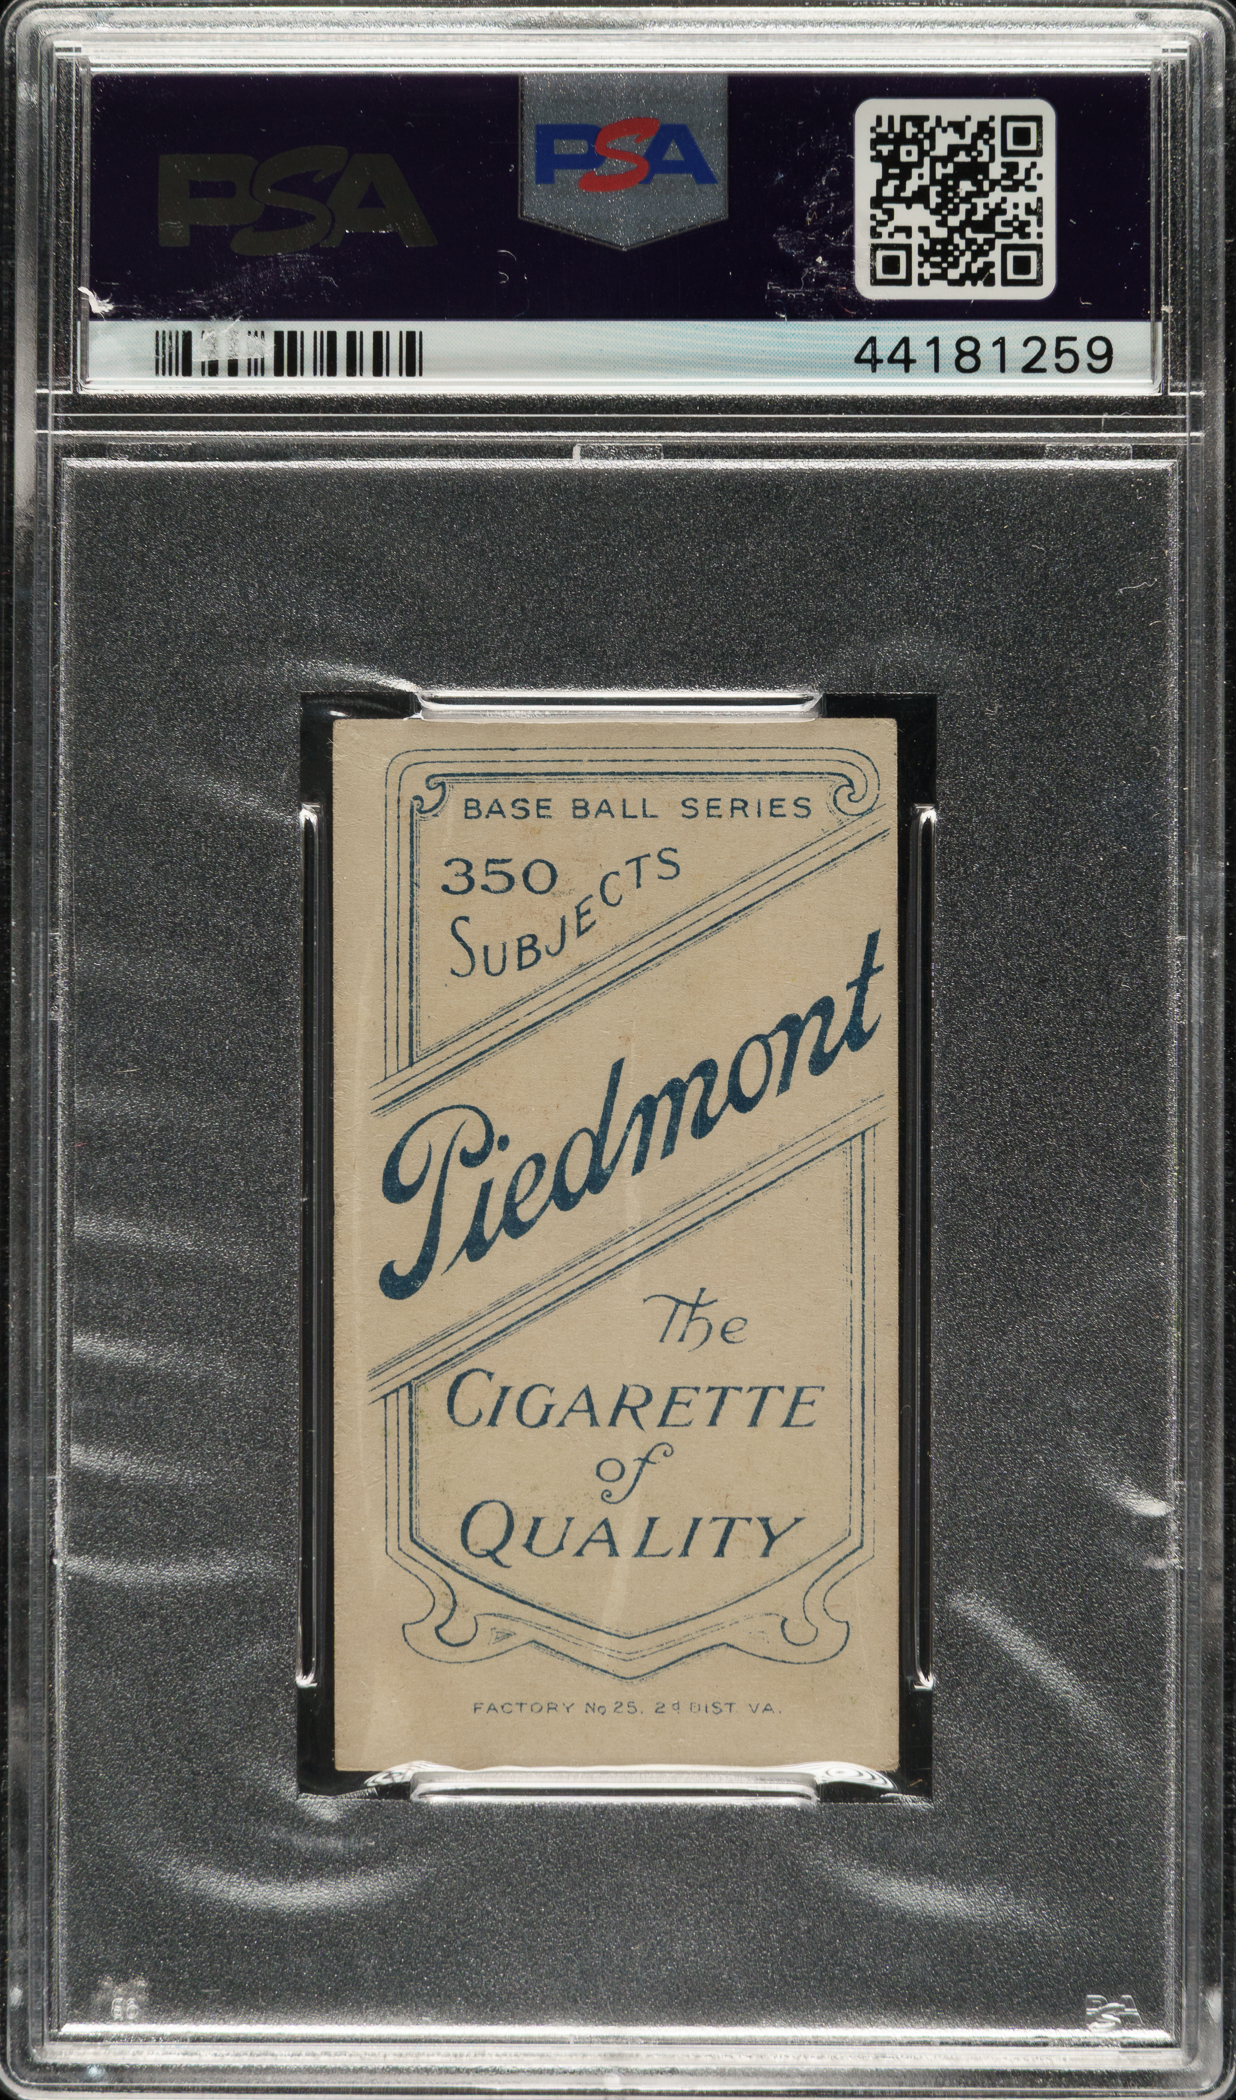 PSA
PSA
44181259
BASE BALL SERIES
350
SUBJECTS
Piedmont
The
CIGARETTE
of
QUALITY
FACTORY No 25, 2d DIST. VA.
PSA